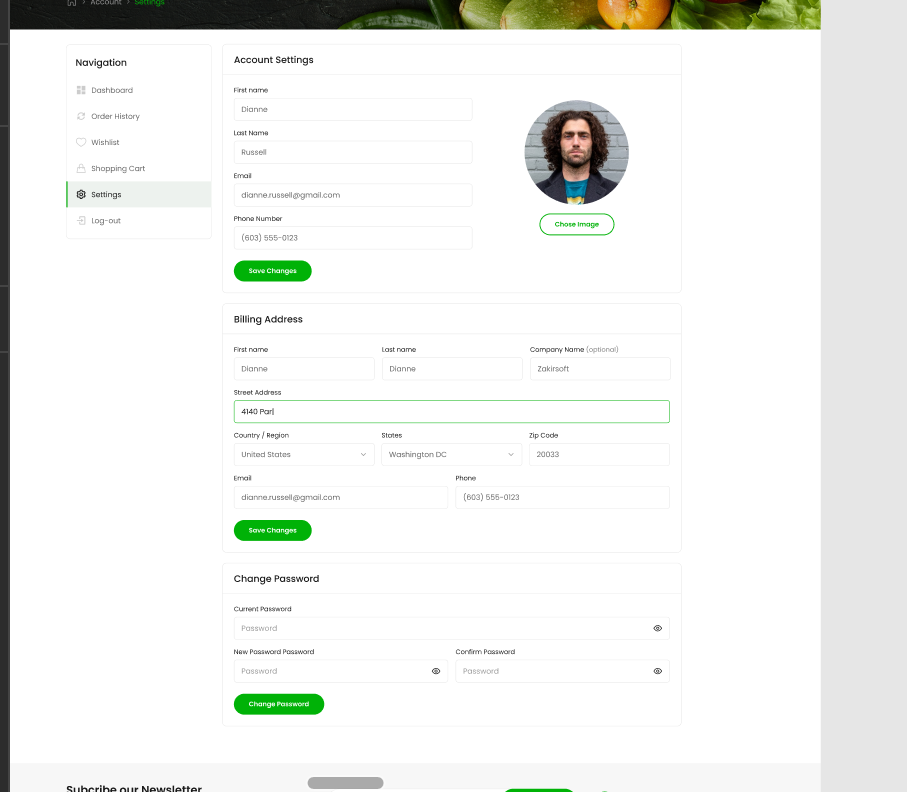 Account > Settings
Navigation
Dashboard
Order History
Wishlist
Shopping Cart
Settings
Log-out
Account Settings
First name
Dianne
Last Name
Russell
Email
dianne.russell@gmail.com
Phone Number
(603) 555-0123
Save Changes
Chose Image
Billing Address
First name Last name Company Name (optional)
Dianne Dianne Zakirsoft
Street Address
4140 Par
Country / Region States Zip Code
United States Washington DC 20033
Email Phone
dianne.russell@gmail.com (603) 555-0123
Save Changes
Change Password
Current Password
Password
New Password Password Confirm Password
Password Password
Change Password
Subcribe our Newsletter